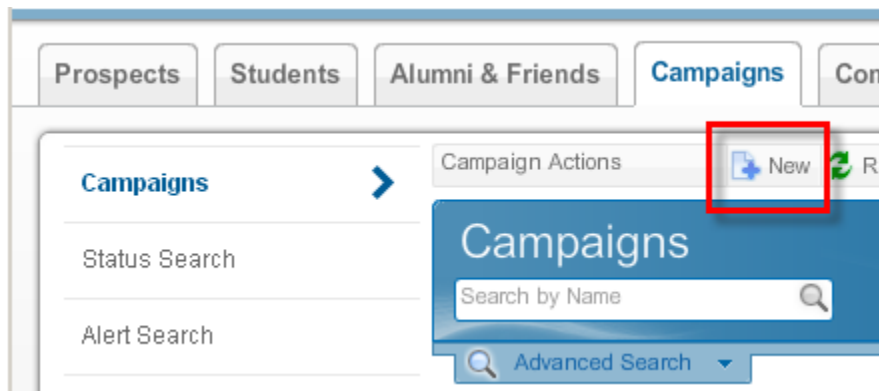 Prospects Students Alumni & Friends Campaigns
Campaigns
Status Search
Alert Search
Campaign Actions New
Campaigns
Search by Name
Advanced Search